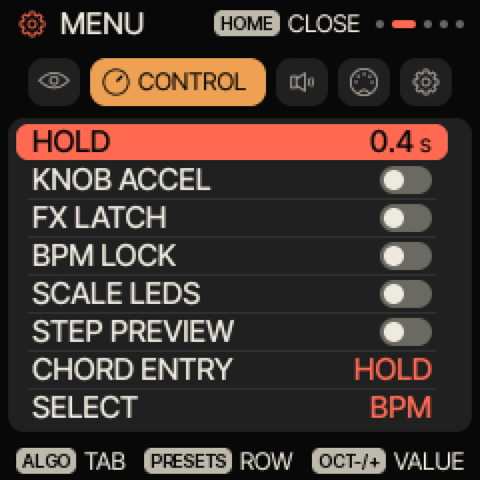 MENU HOME CLOSE
CONTROL
HOLD 0.4 s
KNOB ACCEL
FX LATCH
BPM LOCK
SCALE LEDS
STEP PREVIEW
CHORD ENTRY HOLD
SELECT BPM
ALGO TAB PRESETS ROW OCT-/+ VALUE